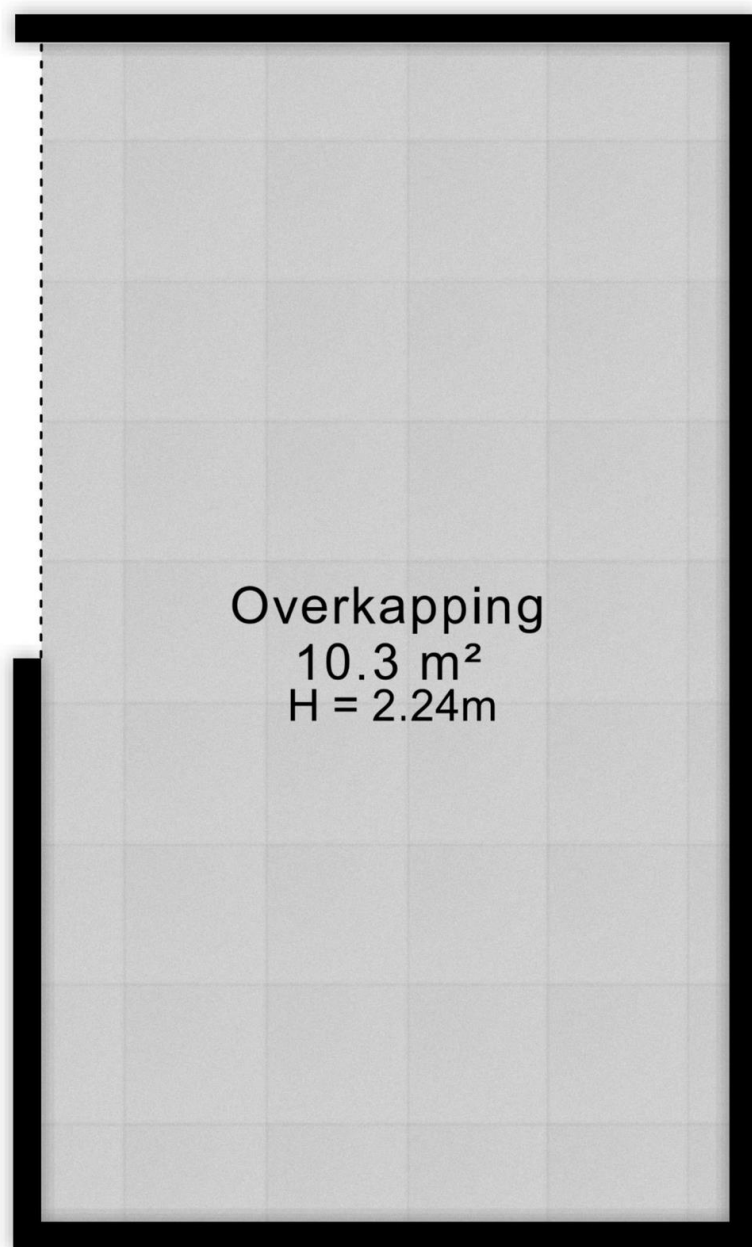 Overkapping
10.3 m²
H = 2.24m